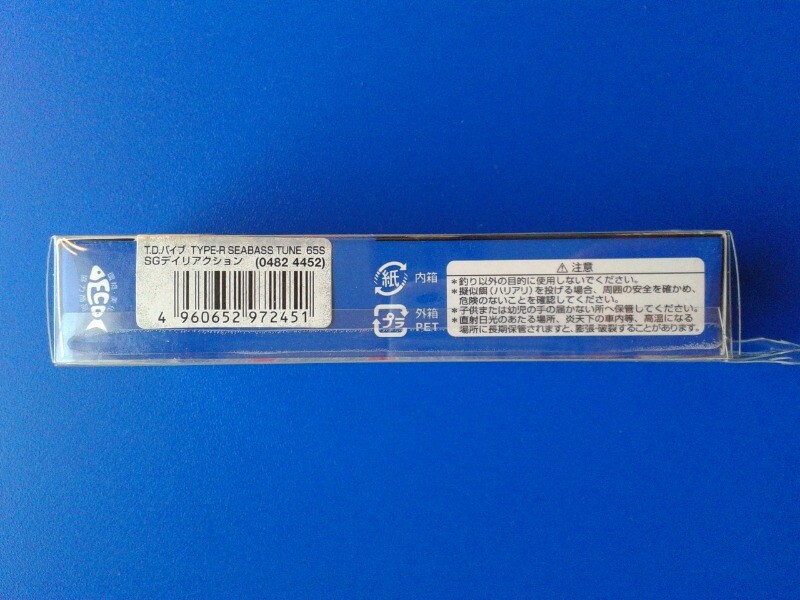 T.D.バイブ TYPE-R SEABASS TUNE 65S
SGデイリアクション (0482 4452)
4 960652 972451
紙
内箱
プラ
外箱
PET
注意
*釣り以外の目的に使用しないでください。
*擬似餌(ハリアリ)を投げる場合、周囲の安全を確かめ、
危険のないことを確認してください。
*子供または幼児の手の届かない所へ保管してください。
*直射日光のあたる場所、炎天下の車内等、高温になる
場所に長期保管されますと、膨張・破裂することがあります。